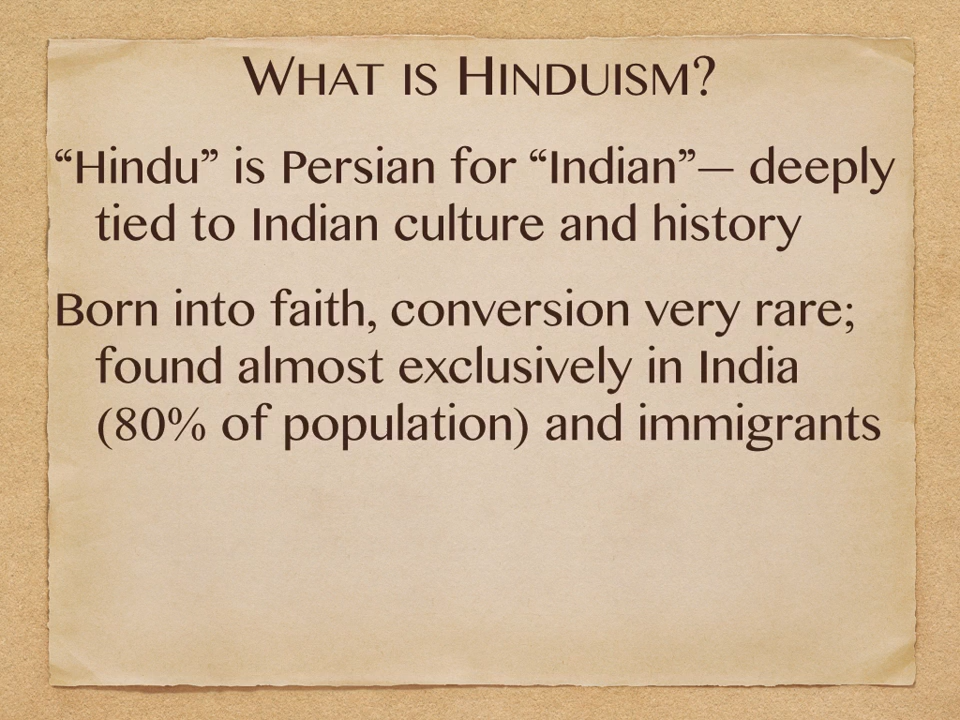 What is Hinduism?
“Hindu” is Persian for “Indian”— deeply
tied to Indian culture and history
Born into faith, conversion very rare;
found almost exclusively in India
(80% of population) and immigrants